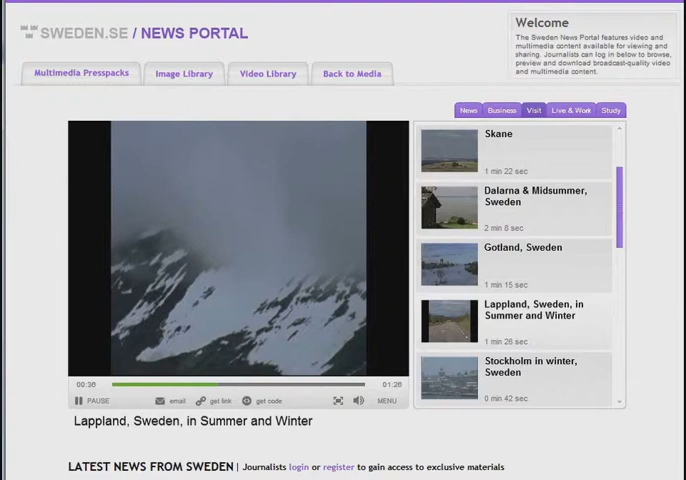 SWEDEN.SE / NEWS PORTAL
Welcome
The Sweden News Portal features video and
multimedia content available for viewing and
sharing. Journalists can log in below to browse,
preview and download broadcast-quality video
and multimedia content.
Multimedia Presspacks
Image Library
Video Library
Back to Media
News
Business
Visit
Live & Work
Study
Skane
1 min 22 sec
Dalarna & Midsummer,
Sweden
2 min 8 sec
Gotland, Sweden
1 min 15 sec
Lappland, Sweden, in
Summer and Winter
1 min 26 sec
Stockholm in winter,
Sweden
0 min 42 sec
00:36
01:26
PAUSE
email
get link
get code
MENU
Lappland, Sweden, in Summer and Winter
LATEST NEWS FROM SWEDEN | Journalists login or register to gain access to exclusive materials